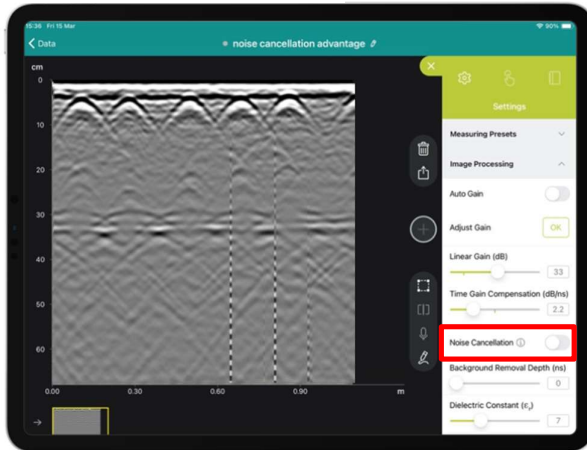 15:36 Fri 15 Mar
30%
Data
noise cancellation advantage
cm
0
10
20
30
40
50
60
0.00 0.30 0.60 0.90 m
Settings
Measuring Presets
Image Processing
Auto Gain
Adjust Gain OK
Linear Gain (dB)
33
Time Gain Compensation (dB/ns)
2.2
Noise Cancellation
Background Removal Depth (ns)
0
Dielectric Constant (εr)
7